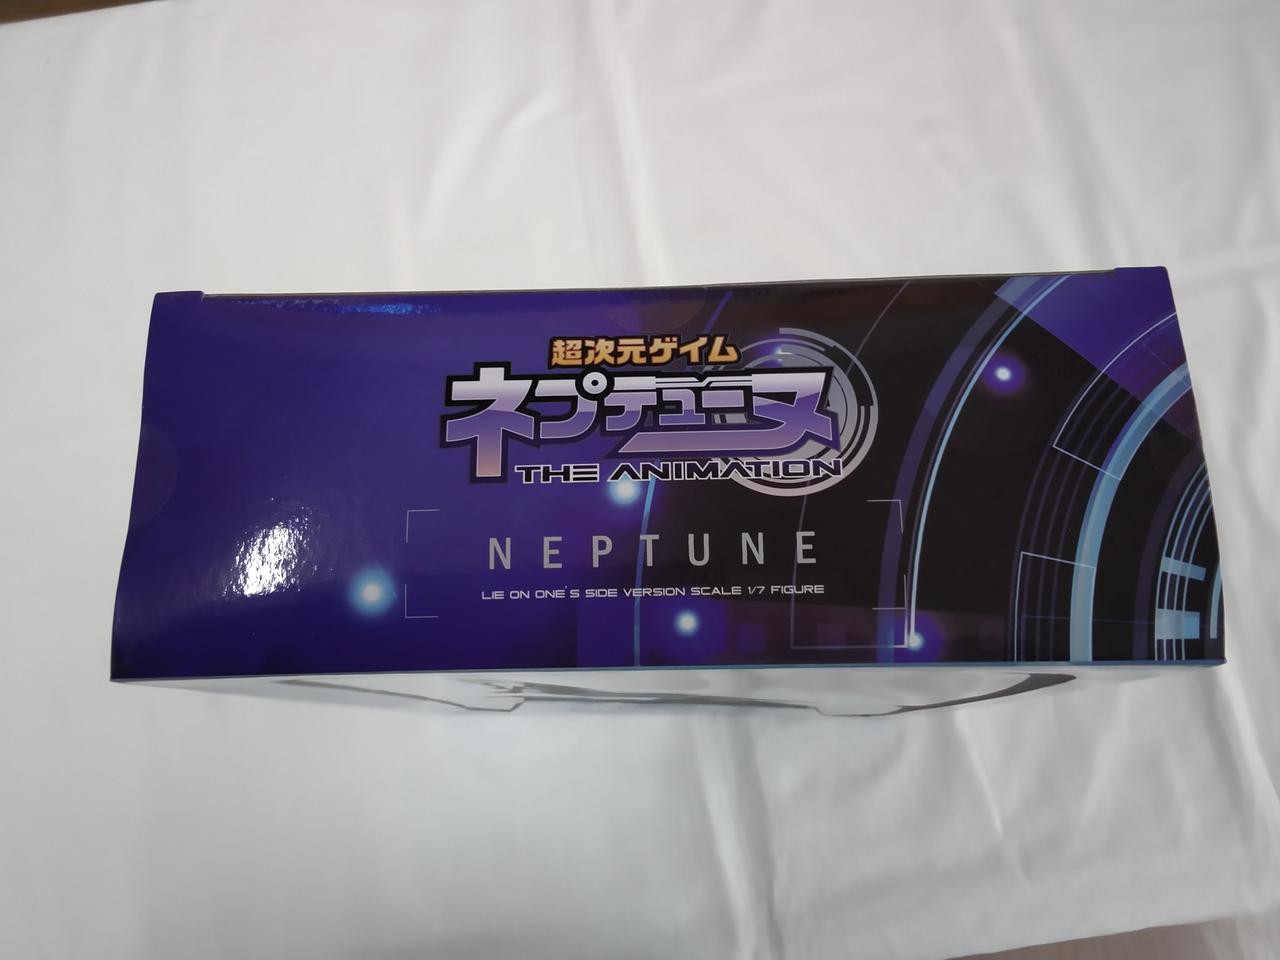 超次元ゲイム
ネプテューヌ
THE ANIMATION
NEPTUNE
LIE ON ONE'S SIDE VERSION SCALE 1/7 FIGURE